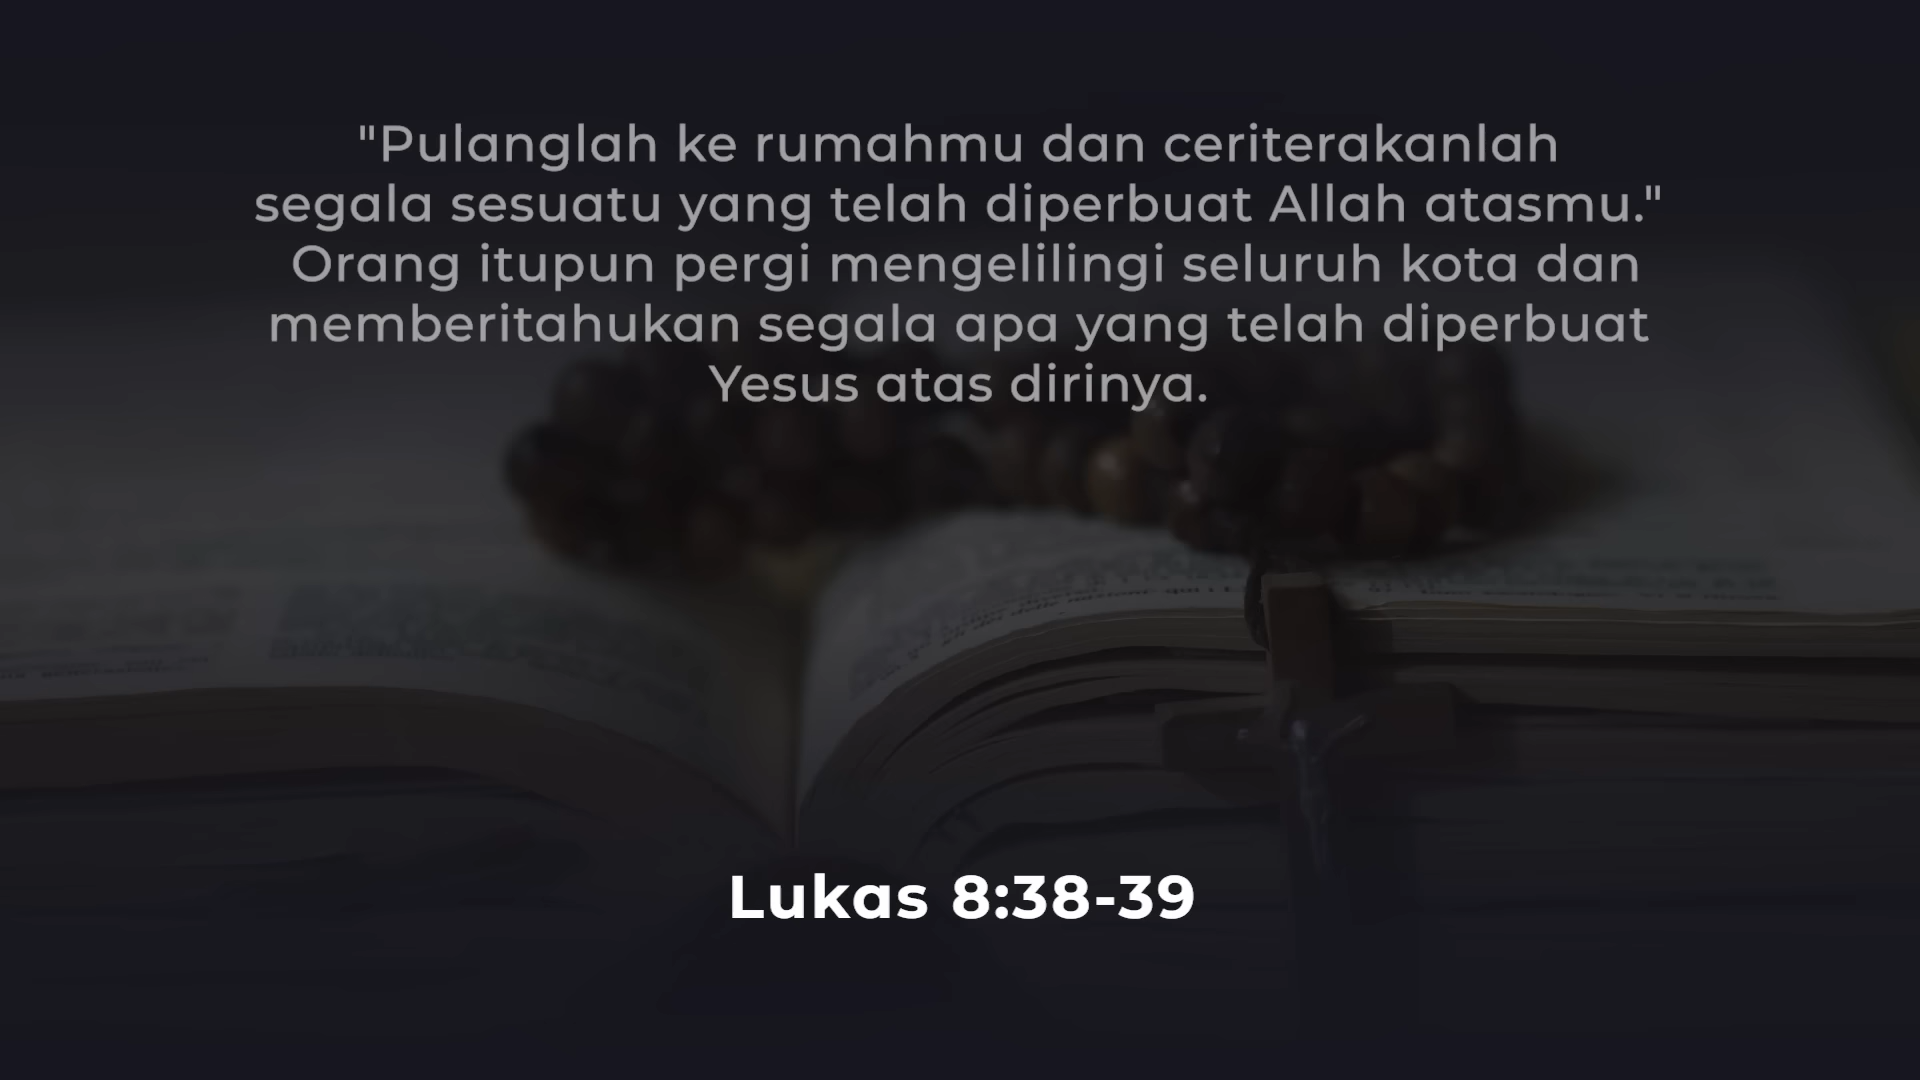 "Pulanglah ke rumahmu dan ceriterakanlah
segala sesuatu yang telah diperbuat Allah atasmu."
Orang itupun pergi mengelilingi seluruh kota dan
memberitahukan segala apa yang telah diperbuat
Yesus atas dirinya.
Lukas 8:38-39